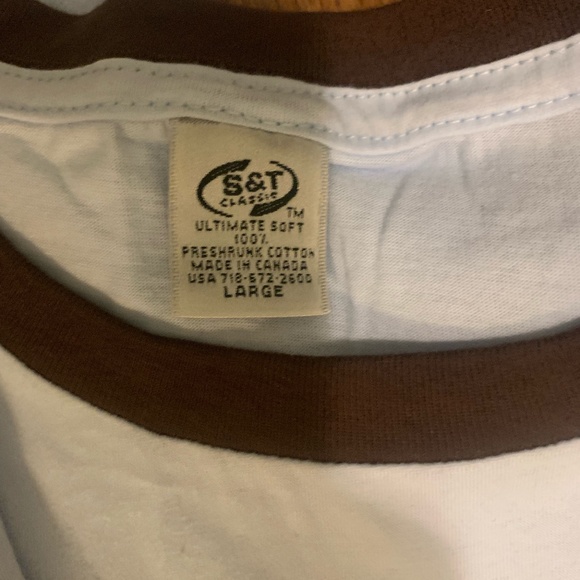 S&T
CLASSIC
TM
ULTIMATE SOFT
100%
PRESHRUNK COTTON
MADE IN CANADA
USA 718-672-2600
LARGE